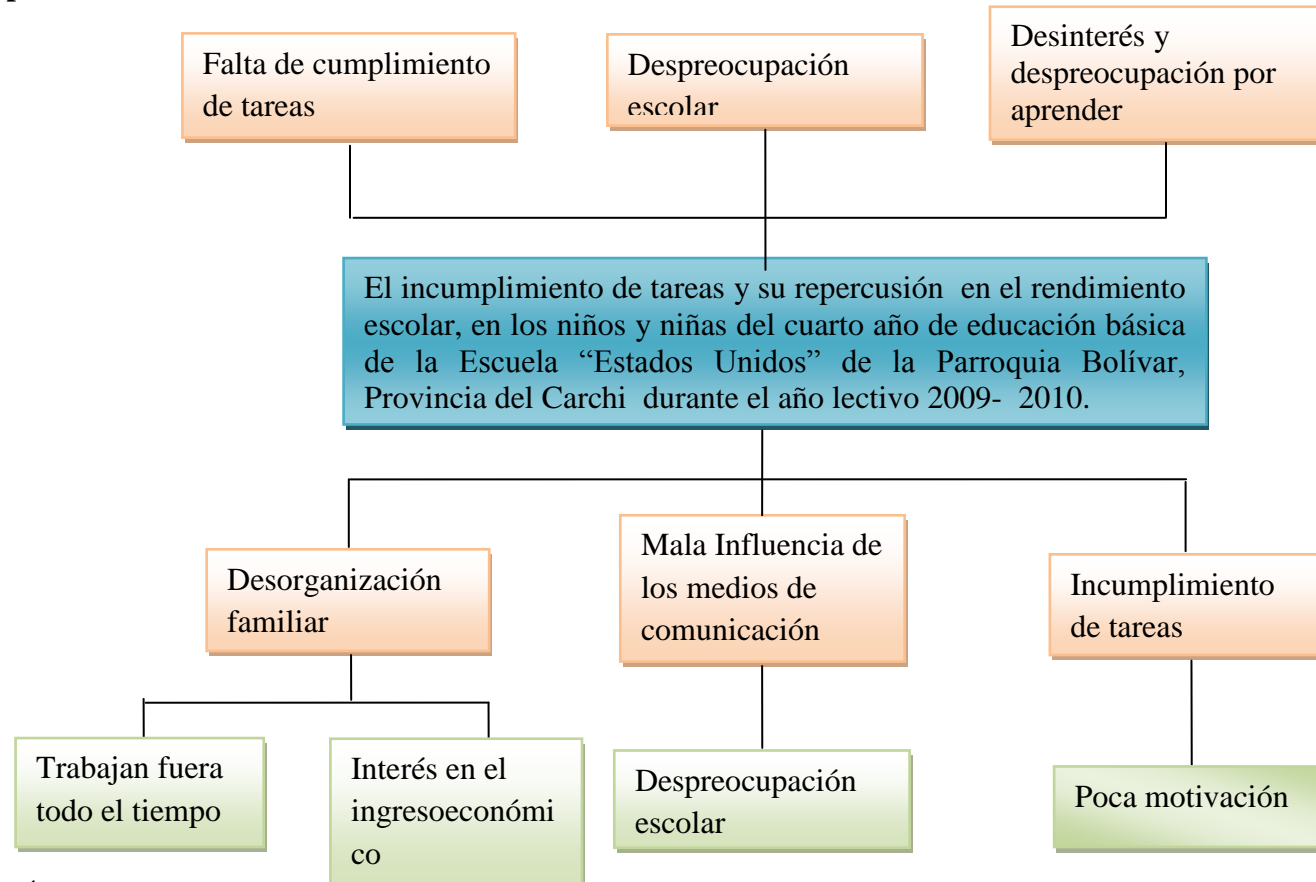 Falta de cumplimiento
de tareas
Despreocupación
escolar
Desinterés y
despreocupación por
aprender
El incumplimiento de tareas y su repercusión en el rendimiento
escolar, en los niños y niñas del cuarto año de educación básica
de la Escuela “Estados Unidos” de la Parroquia Bolívar,
Provincia del Carchi durante el año lectivo 2009- 2010.
Desorganización
familiar
Mala Influencia de
los medios de
comunicación
Incumplimiento
de tareas
Trabajan fuera
todo el tiempo
Interés en el
ingresoeconómi
co
Despreocupación
escolar
Poca motivación